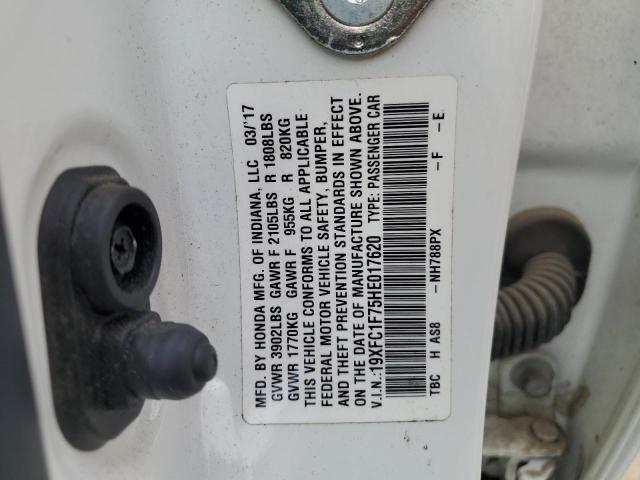 MFD. BY HONDA MFG. OF INDIANA, LLC 03/'17
GVWR 3902LBS GAWR F 2105LBS R 1808LBS
GVWR 1770KG GAWR F 955KG R 820KG
THIS VEHICLE CONFORMS TO ALL APPLICABLE
FEDERAL MOTOR VEHICLE SAFETY, BUMPER,
AND THEFT PREVENTION STANDARDS IN EFFECT
ON THE DATE OF MANUFACTURE SHOWN ABOVE.
V.I.N.:19XFC1F75HE017620 TYPE: PASSENGER CAR
TBC H AS8 – NH788PX – F – E